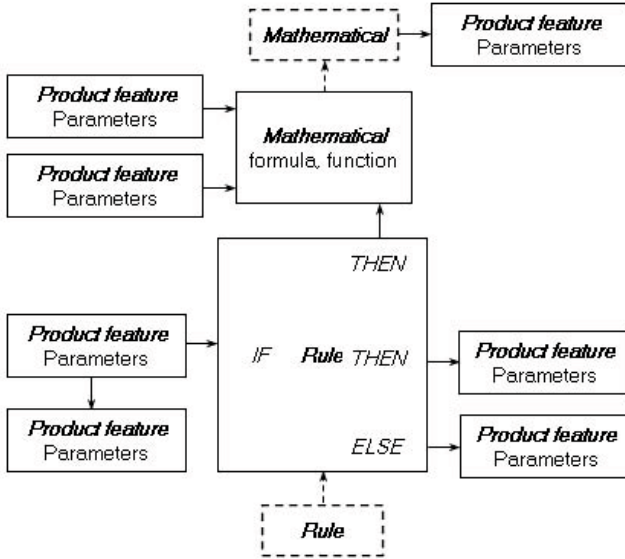 Mathematical
Product feature
Parameters
Product feature
Parameters
Mathematical
formula, function
Product feature
Parameters
THEN
Product feature
Parameters
IF Rule THEN
Product feature
Parameters
Product feature
Parameters
ELSE
Product feature
Parameters
Rule